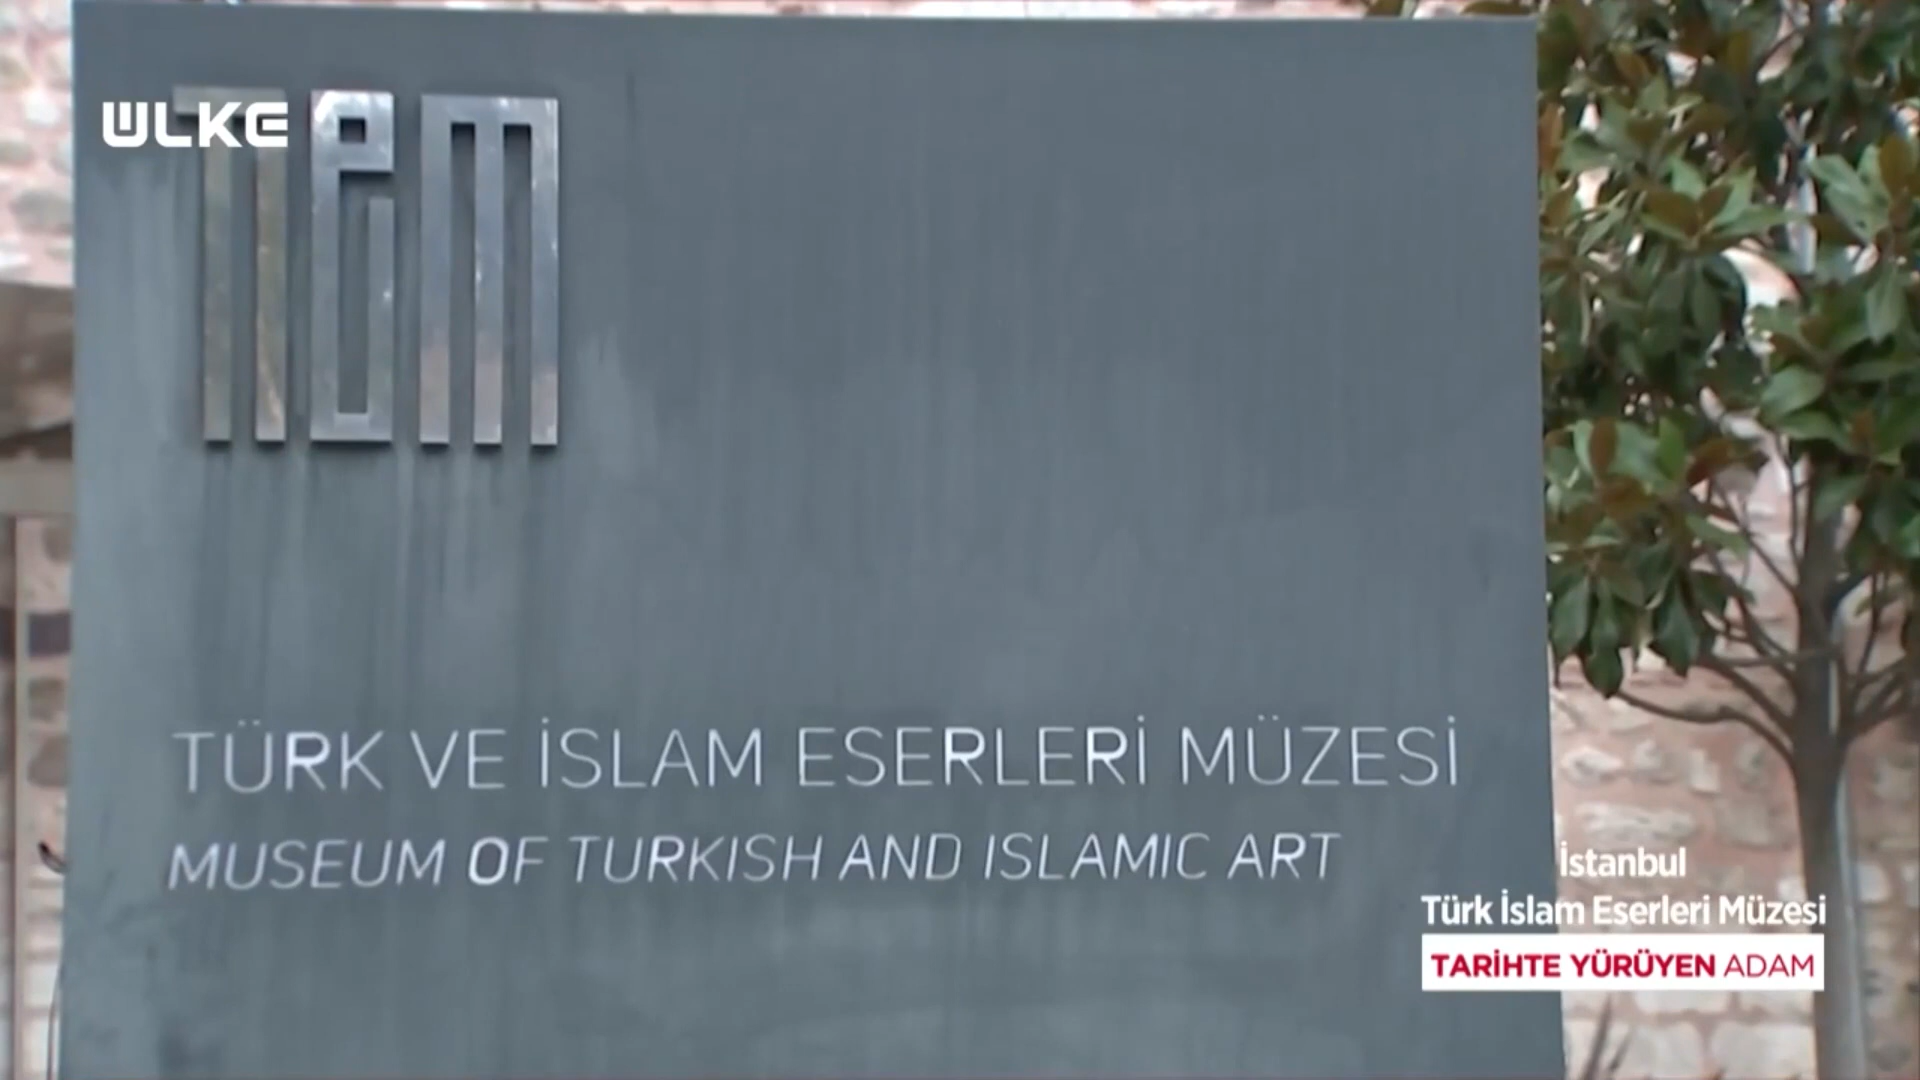 ÜLKE
TİEM
TÜRK VE İSLAM ESERLERİ MÜZESİ
MUSEUM OF TURKISH AND ISLAMIC ART
İstanbul
Türk İslam Eserleri Müzesi
TARİHTE YÜRÜYEN ADAM